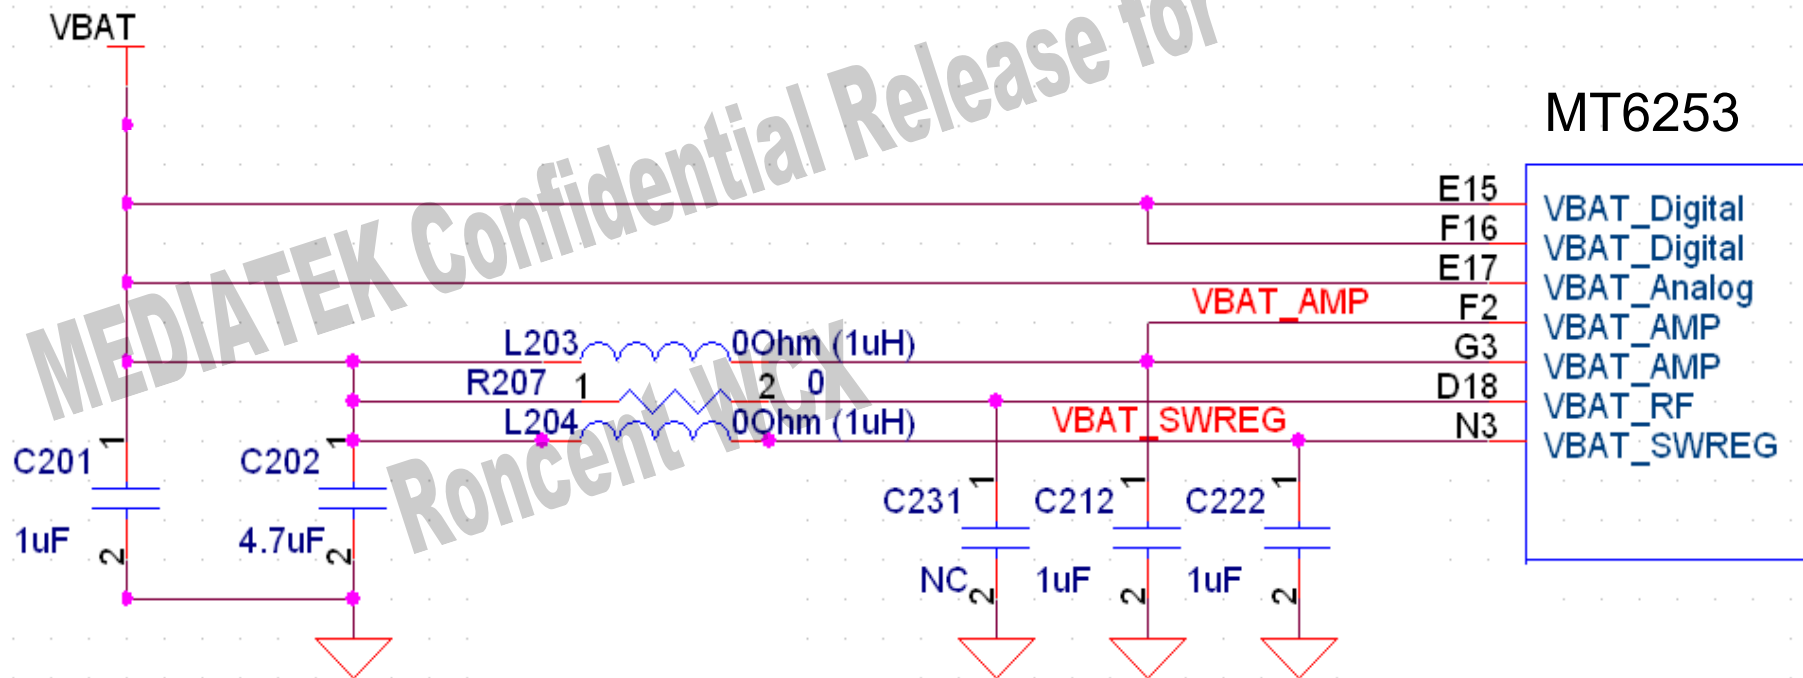 VBAT
MEDIATEK Confidential Release for
Roncent WCX
MT6253
E15
VBAT_Digital
F16
VBAT_Digital
E17
VBAT_Analog
VBAT_AMP
F2
VBAT_AMP
L203
0Ohm (1uH)
G3
VBAT_AMP
R207
1
2
0
D18
VBAT_RF
L204
0Ohm (1uH)
VBAT_SWREG
N3
VBAT_SWREG
C201
1
1uF
2
C202
1
4.7uF
2
C231
1
NC
2
C212
1
1uF
2
C222
1
1uF
2